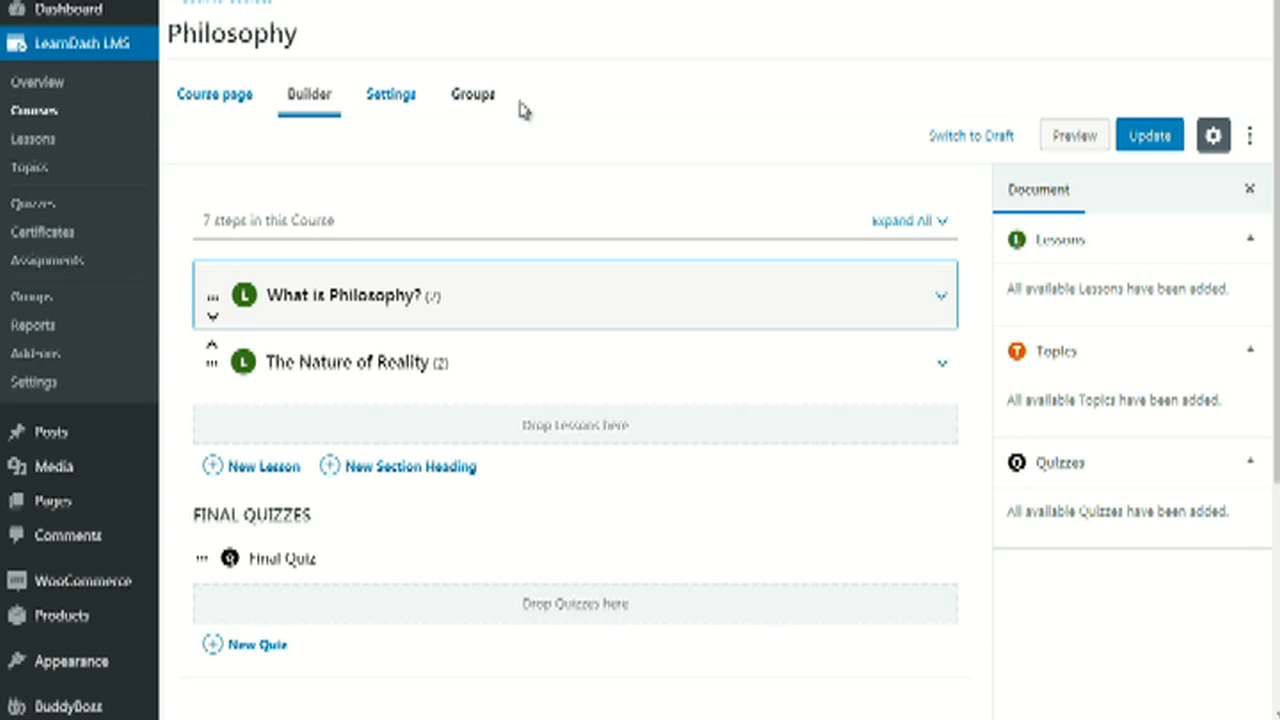 Dashboard
LearnDash LMS
Overview
Courses
Lessons
Topics
Quizzes
Certificates
Assignments
Groups
Reports
Add-ons
Settings
Posts
Media
Pages
Comments
WooCommerce
Products
Appearance
BuddyBoss
Philosophy
Course page Builder Settings Groups
Switch to Draft Preview Update
7 steps in this Course Expand All
L What is Philosophy? (2)
L The Nature of Reality (2)
Drop Lessons here
New Lesson New Section Heading
FINAL QUIZZES
Q Final Quiz
Drop Quizzes here
New Quiz
Document
L Lessons
All available Lessons have been added.
T Topics
All available Topics have been added.
Q Quizzes
All available Quizzes have been added.